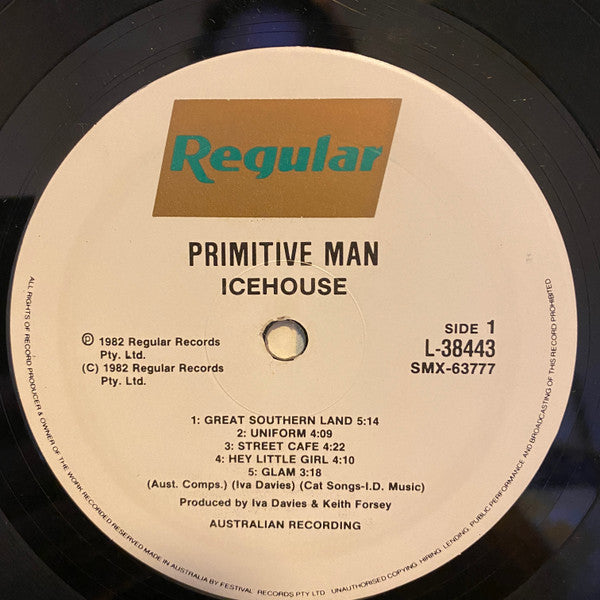 Regular
PRIMITIVE MAN
ICEHOUSE
℗ 1982 Regular Records
Pty. Ltd.
(C) 1982 Regular Records
Pty. Ltd.
SIDE 1
L-38443
SMX-63777
1: GREAT SOUTHERN LAND 5:14
2: UNIFORM 4:09
3: STREET CAFE 4:22
4: HEY LITTLE GIRL 4:10
5: GLAM 3:18
(Aust. Comps.) (Iva Davies) (Cat Songs-I.D. Music)
Produced by Iva Davies & Keith Forsey
AUSTRALIAN RECORDING
ALL RIGHTS OF RECORD PRODUCER & OWNER OF THE WORK RECORDED RESERVED MADE IN AUSTRALIA BY FESTIVAL RECORDS PTY LTD UNAUTHORISED COPYING, HIRING, LENDING, PUBLIC PERFORMANCE AND BROADCASTING OF THIS RECORD PROHIBITED